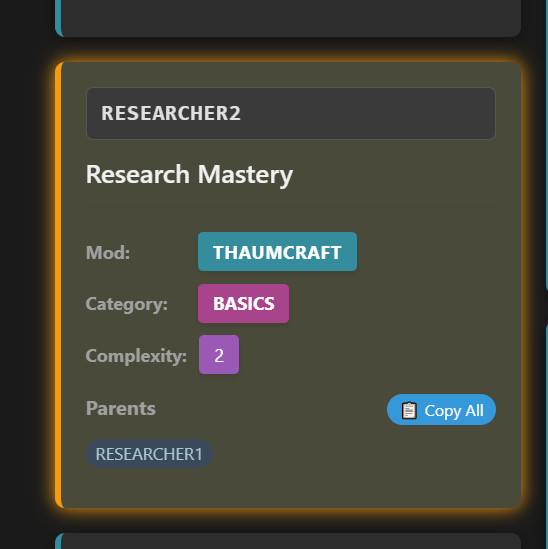 RESEARCHER2
Research Mastery
Mod: THAUMCRAFT
Category: BASICS
Complexity: 2
Parents 📋 Copy All
RESEARCHER1